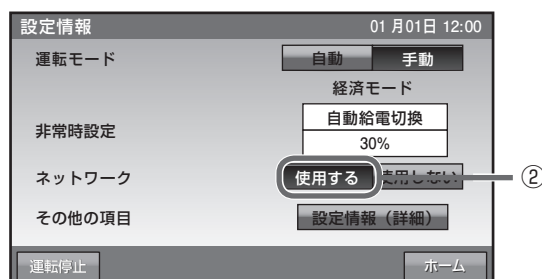 設定情報 01月01日 12:00
運転モード 自動 手動
経済モード
自動給電切換
非常時設定
30%
ネットワーク 使用する 使用しない ②
その他の項目 設定情報（詳細）
運転停止 ホーム